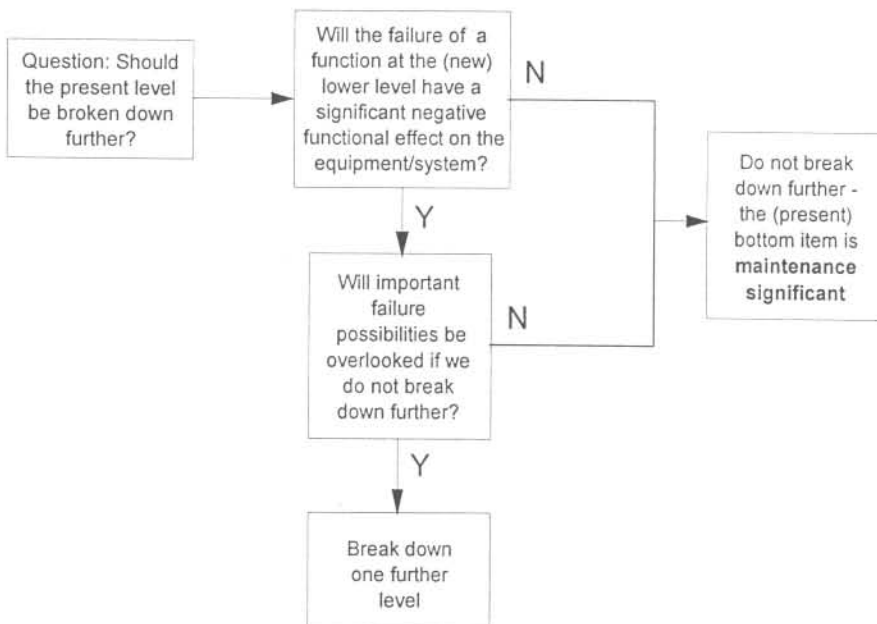 Question: Should
the present level
be broken down
further?
Will the failure of a
function at the (new)
lower level have a
significant negative
functional effect on the
equipment/system?
N
Y
Do not break
down further -
the (present)
bottom item is
maintenance
significant
Will important
failure
possibilities be
overlooked if we
do not break
down further?
N
Y
Break down
one further
level